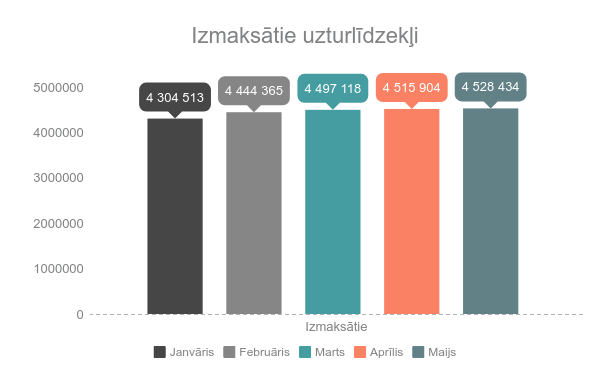 Izmaksātie uzturlīdzekļi
5000000
4000000
3000000
2000000
1000000
0
4 304 513
4 444 365
4 497 118
4 515 904
4 528 434
Izmaksātie
Janvāris Februāris Marts Aprīlis Maijs